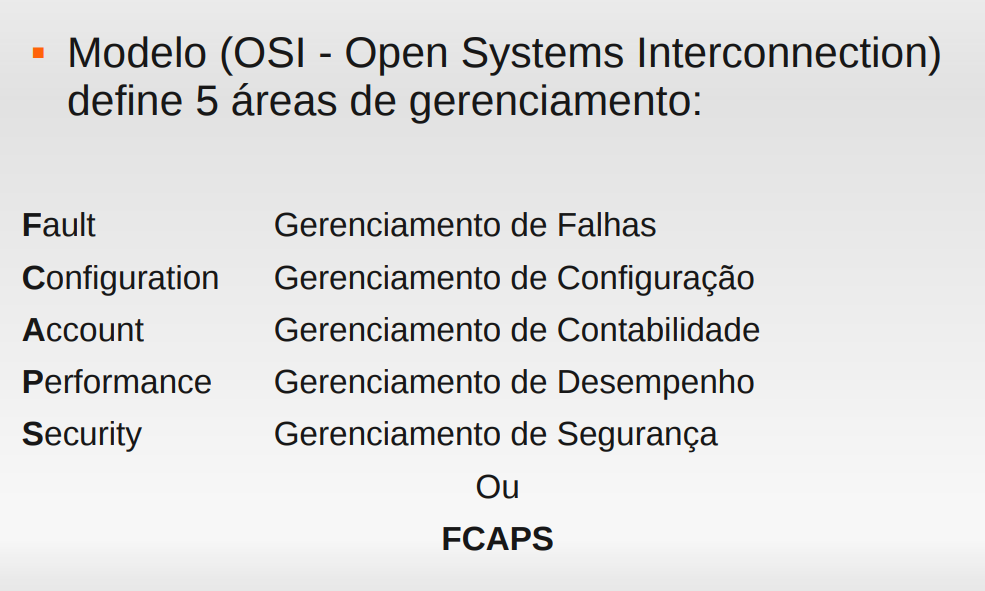 Modelo (OSI - Open Systems Interconnection)
define 5 áreas de gerenciamento:
Fault Gerenciamento de Falhas
Configuration Gerenciamento de Configuração
Account Gerenciamento de Contabilidade
Performance Gerenciamento de Desempenho
Security Gerenciamento de Segurança
Ou
FCAPS